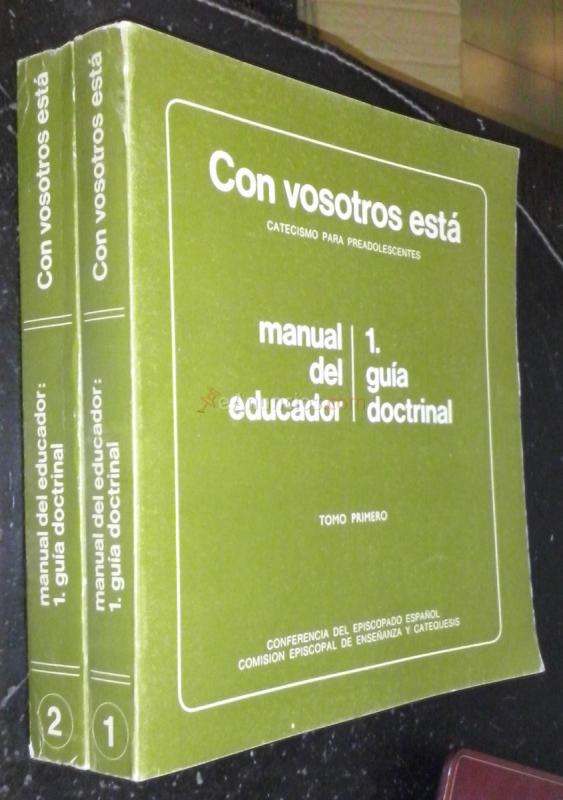 Con vosotros está
manual del educador:
1. guía doctrinal
2
Con vosotros está
manual del educador:
1. guía doctrinal
1
Con vosotros está
CATECISMO PARA PREADOLESCENTES
manual
del
educador
1.
guía
doctrinal
TOMO PRIMERO
CONFERENCIA DEL EPISCOPADO ESPAÑOL
COMISION EPISCOPAL DE ENSEÑANZA Y CATEQUESIS